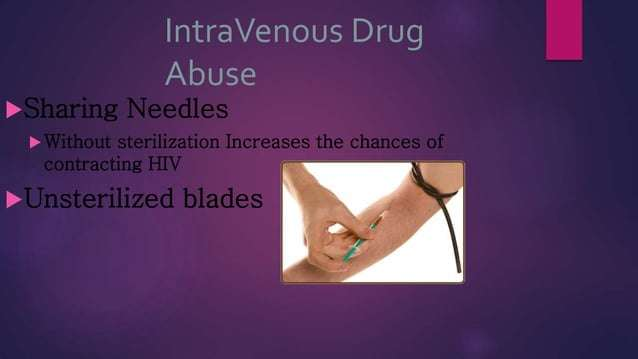 IntraVenous Drug
Abuse
Sharing Needles
Without sterilization Increases the chances of
contracting HIV
Unsterilized blades